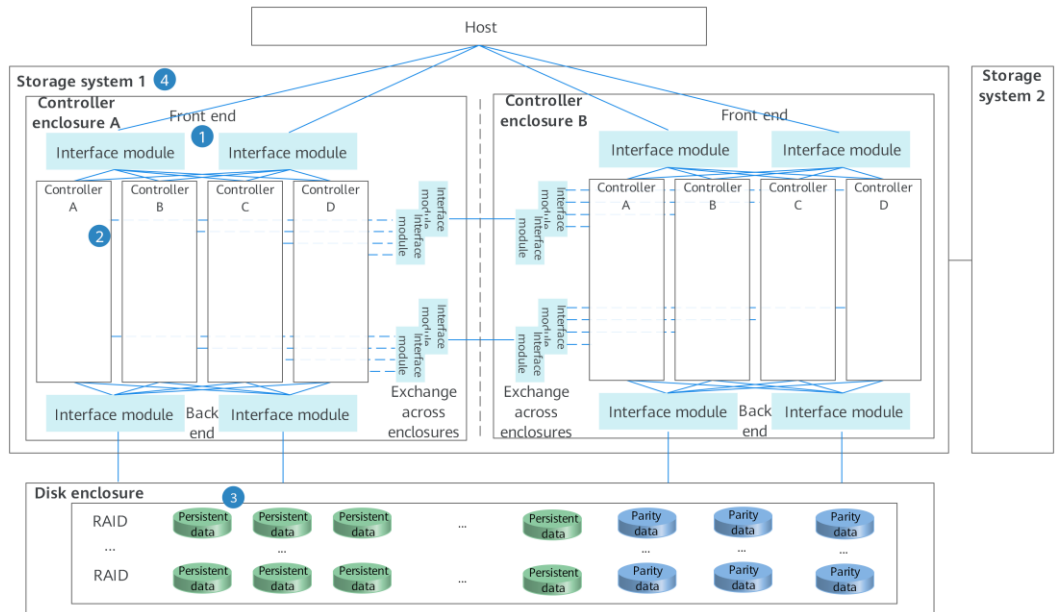 Host
Storage system 1
4
Storage
system 2
Controller
enclosure A
Front end
1
Interface module
Interface module
Controller
A
Controller
B
Controller
C
Controller
D
2
Interface
module
Interface
module
Interface
module
Interface
module
Interface module
Interface module
Back
end
Exchange
across
enclosures
Controller
enclosure B
Front end
Interface module
Interface module
Interface
module
Interface
module
Controller
A
Controller
B
Controller
C
Controller
D
Interface
module
Interface
module
Exchange
across
enclosures
Interface module
Interface module
Back
end
Disk enclosure
3
RAID
Persistent
data
Persistent
data
Persistent
data
...
Persistent
data
Parity
data
Parity
data
Parity
data
...
...
...
...
...
RAID
Persistent
data
Persistent
data
Persistent
data
...
Persistent
data
Parity
data
Parity
data
Parity
data